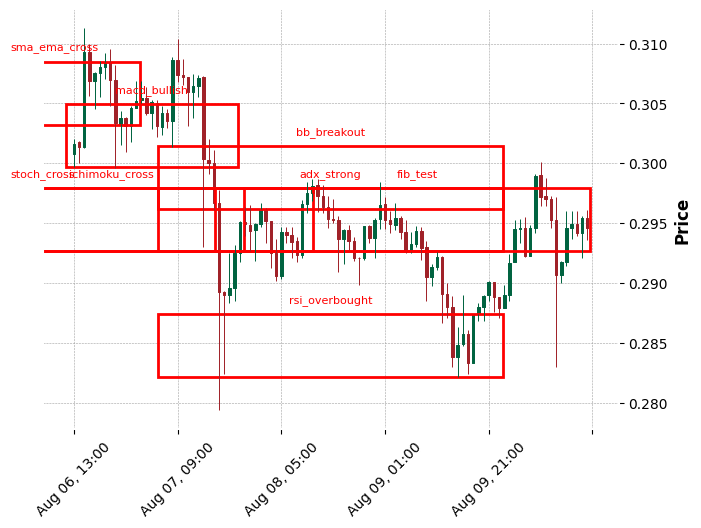 sma_ema_cross
macd_bullish
bb_breakout
stoch_cross
ichimoku_cross
adx_strong
fib_test
rsi_overbought
0.310
0.305
0.300
0.295
0.290
0.285
0.280
Price
Aug 06, 13:00
Aug 07, 09:00
Aug 08, 05:00
Aug 09, 01:00
Aug 09, 21:00